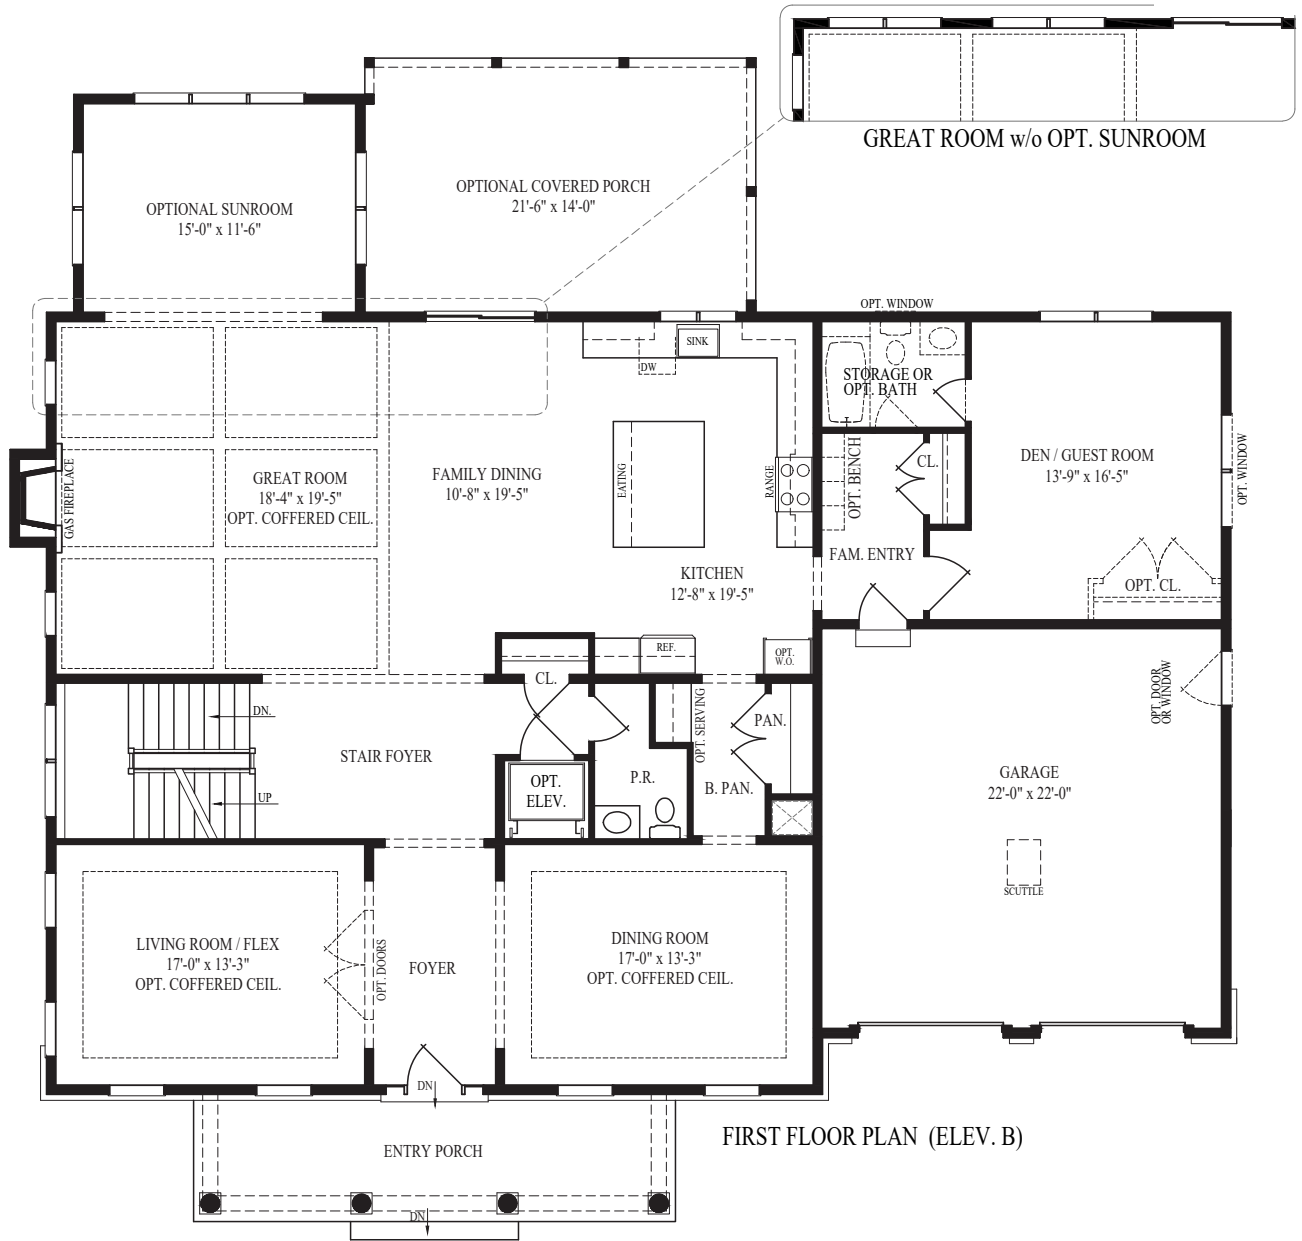 GREAT ROOM w/o OPT. SUNROOM
OPTIONAL COVERED PORCH
21'-6" x 14'-0"
OPTIONAL SUNROOM
15'-0" x 11'-6"
OPT. WINDOW
SINK
DW
STORAGE OR
OPT. BATH
GREAT ROOM
18'-4" x 19'-5"
OPT. COFFERED CEIL.
GAS FIREPLACE
FAMILY DINING
10'-8" x 19'-5"
EATING
RANGE
OPT. BENCH
CL.
DEN / GUEST ROOM
13'-9" x 16'-5"
OPT. WINDOW
KITCHEN
12'-8" x 19'-5"
FAM. ENTRY
OPT. CL.
REF.
OPT.
W.O.
CL.
DN.
UP
STAIR FOYER
OPT. SERVING
PAN.
OPT. DOOR
OR WINDOW
OPT.
ELEV.
P.R.
B. PAN.
GARAGE
22'-0" x 22'-0"
SCUTTLE
LIVING ROOM / FLEX
17'-0" x 13'-3"
OPT. COFFERED CEIL.
OPT. DOORS
FOYER
DINING ROOM
17'-0" x 13'-3"
OPT. COFFERED CEIL.
DN
FIRST FLOOR PLAN (ELEV. B)
ENTRY PORCH
DN